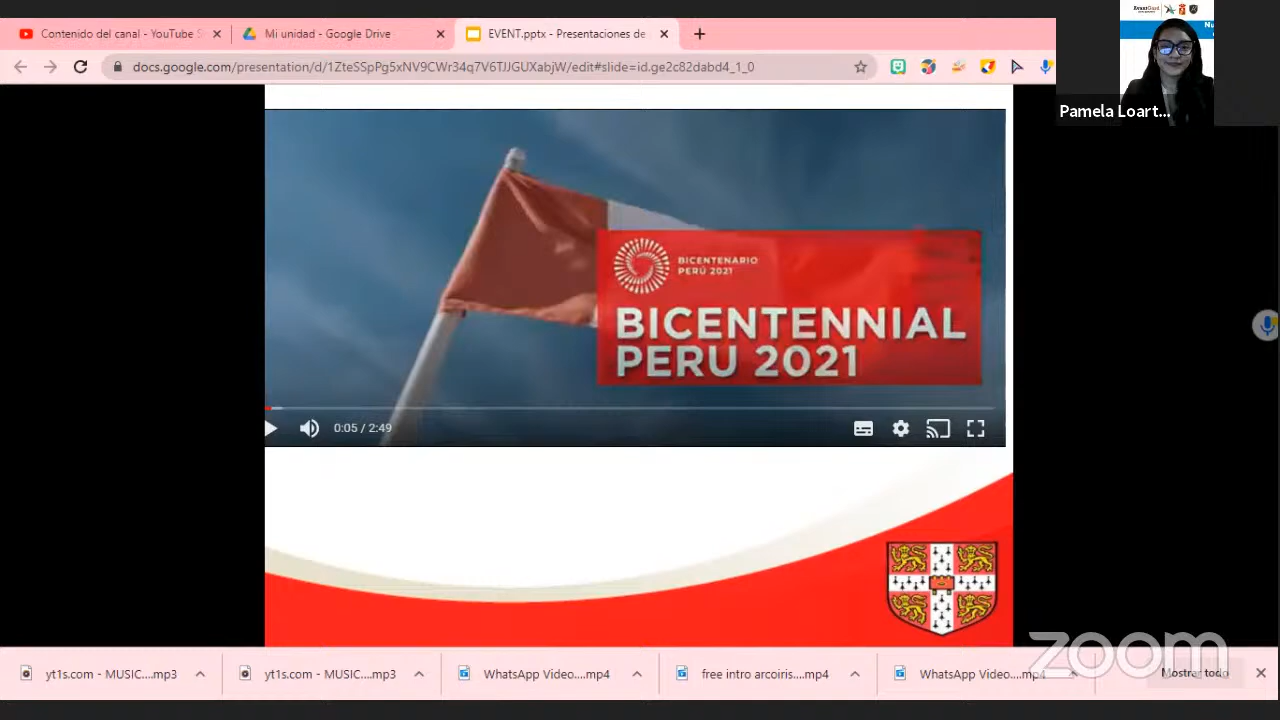 Contenido del canal - YouTube S
Mi unidad - Google Drive
EVENT.pptx - Presentaciones de
docs.google.com/presentation/d/1ZteSSpPg5xNV9CWr34q7V6TJJGUXabjW/edit#slide=id.ge2c82dabd4_1_0
Pamela Loart...
BICENTENARIO
PERÚ 2021
BICENTENNIAL
PERU 2021
0:05 / 2:49
yt1s.com - MUSIC....mp3
yt1s.com - MUSIC....mp3
WhatsApp Video....mp4
free intro arcoiris....mp4
WhatsApp Video....mp4
Mostrar todo
zoom